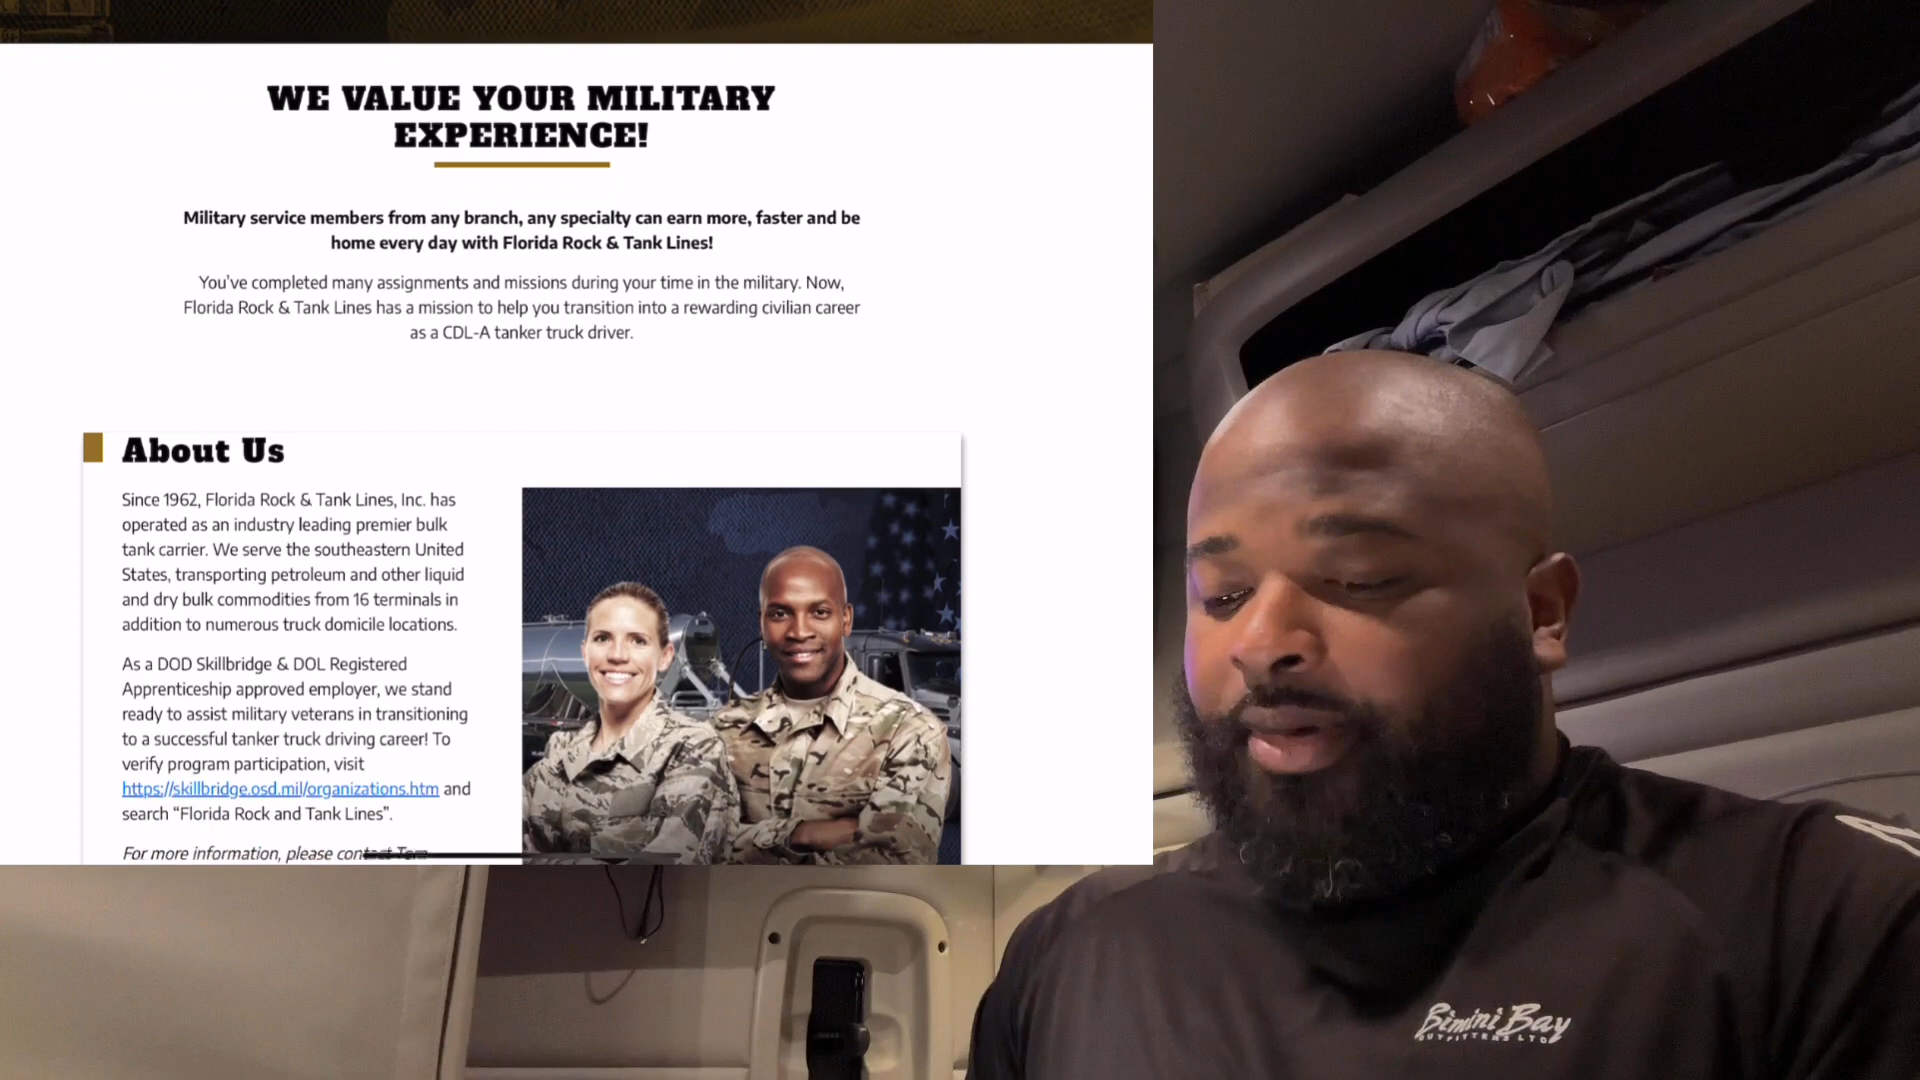 WE VALUE YOUR MILITARY
EXPERIENCE!
Military service members from any branch, any specialty can earn more, faster and be
home every day with Florida Rock & Tank Lines!
You've completed many assignments and missions during your time in the military. Now,
Florida Rock & Tank Lines has a mission to help you transition into a rewarding civilian career
as a CDL-A tanker truck driver.
About Us
Since 1962, Florida Rock & Tank Lines, Inc. has
operated as an industry leading premier bulk
tank carrier. We serve the southeastern United
States, transporting petroleum and other liquid
and dry bulk commodities from 16 terminals in
addition to numerous truck domicile locations.
As a DOD Skillbridge & DOL Registered
Apprenticeship approved employer, we stand
ready to assist military veterans in transitioning
to a successful tanker truck driving career! To
verify program participation, visit
https://skillbridge.osd.mil/organizations.htm and
search “Florida Rock and Tank Lines”.
For more information, please contact
Bimini Bay
OUTFITTERS LTD